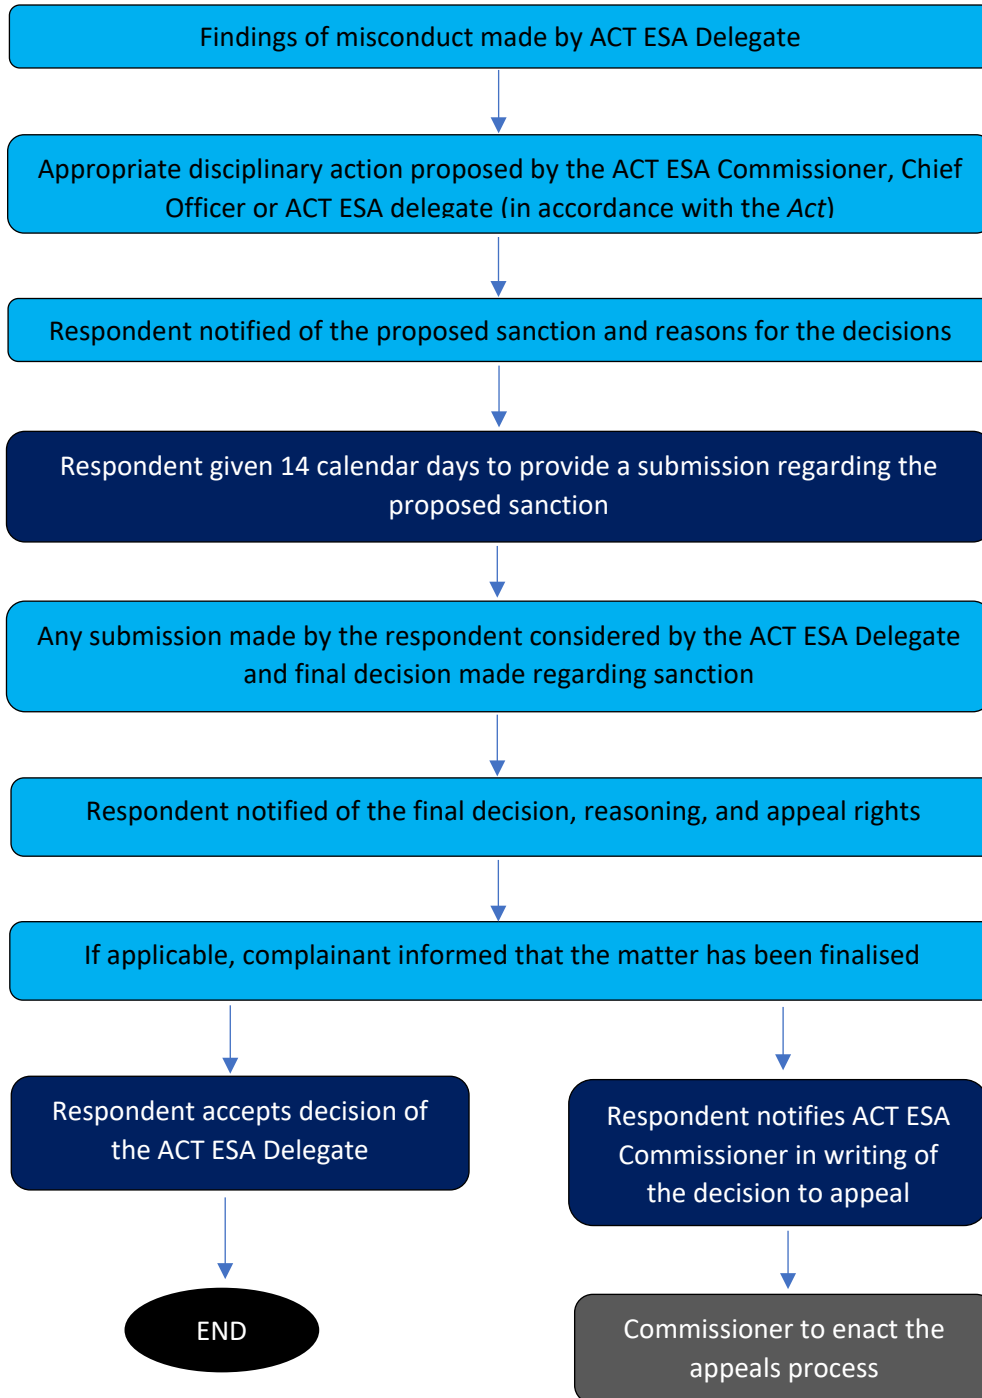 Findings of misconduct made by ACT ESA Delegate
Appropriate disciplinary action proposed by the ACT ESA Commissioner, Chief
Officer or ACT ESA delegate (in accordance with the Act)
Respondent notified of the proposed sanction and reasons for the decisions
Respondent given 14 calendar days to provide a submission regarding the
proposed sanction
Any submission made by the respondent considered by the ACT ESA Delegate
and final decision made regarding sanction
Respondent notified of the final decision, reasoning, and appeal rights
If applicable, complainant informed that the matter has been finalised
Respondent accepts decision of
the ACT ESA Delegate
Respondent notifies ACT ESA
Commissioner in writing of
the decision to appeal
END
Commissioner to enact the
appeals process